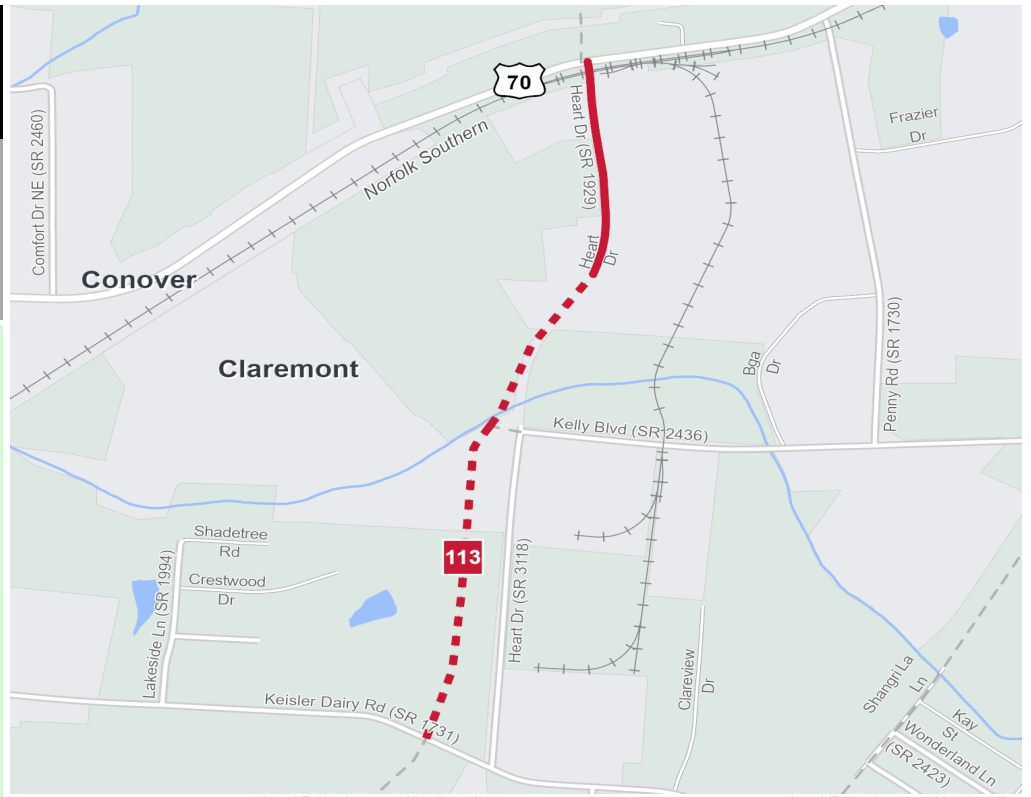 70
Comfort Dr NE (SR 2460)
Norfolk Southern
Heart Dr (SR 1929)
Frazier
Dr
Heart
Dr
Conover
Claremont
Bga
Dr
Penny Rd (SR 1730)
Kelly Blvd (SR 2436)
Shadetree
Rd
113
Crestwood
Dr
Lakeside Ln (SR 1994)
Heart Dr (SR 3118)
Keisler Dairy Rd (SR 1731)
Clareview
Dr
Shangri La
Ln
Kay
St
Wonderland Ln
(SR 2423)